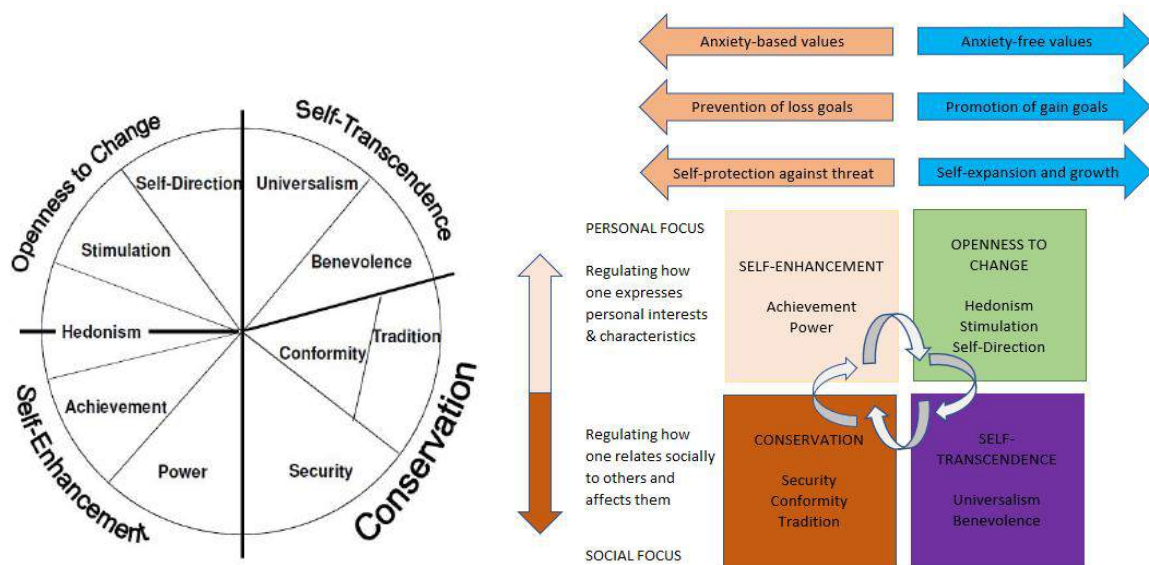 Openness to Change
Self-Transcendence
Self-Direction
Universalism
Stimulation
Benevolence
Hedonism
Conformity
Tradition
Achievement
Power
Security
Self-Enhancement
Conservation
Anxiety-based values
Anxiety-free values
Prevention of loss goals
Promotion of gain goals
Self-protection against threat
Self-expansion and growth
PERSONAL FOCUS
Regulating how
one expresses
personal interests
& characteristics
SELF-ENHANCEMENT
Achievement
Power
OPENNESS TO
CHANGE
Hedonism
Stimulation
Self-Direction
Regulating how
one relates socially
to others and
affects them
SOCIAL FOCUS
CONSERVATION
Security
Conformity
Tradition
SELF-
TRANSCENDENCE
Universalism
Benevolence